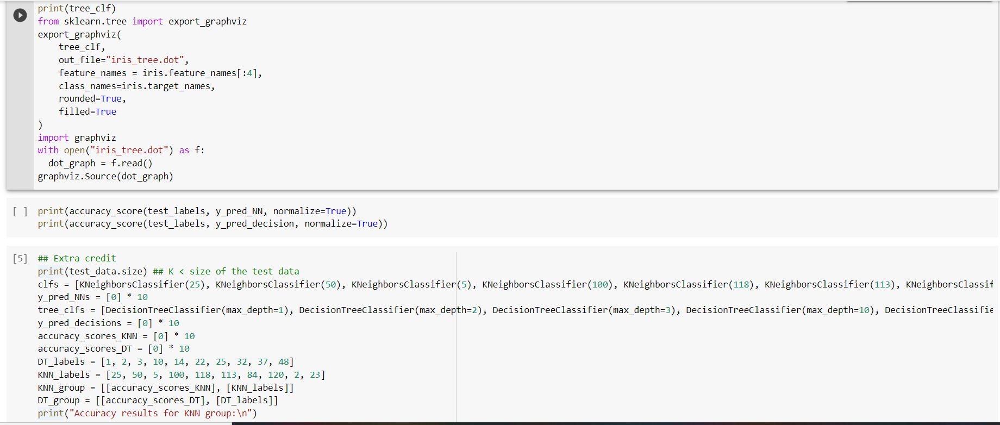 print(tree_clf)
from sklearn.tree import export_graphviz
export_graphviz(
    tree_clf,
    out_file="iris_tree.dot",
    feature_names = iris.feature_names[:4],
    class_names=iris.target_names,
    rounded=True,
    filled=True
)
import graphviz
with open("iris_tree.dot") as f:
  dot_graph = f.read()
graphviz.Source(dot_graph)
[ ] print(accuracy_score(test_labels, y_pred_NN, normalize=True))
print(accuracy_score(test_labels, y_pred_decision, normalize=True))
[5] ## Extra credit
print(test_data.size) ## K < size of the test data
clfs = [KNeighborsClassifier(25), KNeighborsClassifier(50), KNeighborsClassifier(5), KNeighborsClassifier(100), KNeighborsClassifier(118), KNeighborsClassifier(113), KNeighborsClassif
y_pred_NNs = [0] * 10
tree_clfs = [DecisionTreeClassifier(max_depth=1), DecisionTreeClassifier(max_depth=2), DecisionTreeClassifier(max_depth=3), DecisionTreeClassifier(max_depth=10), DecisionTreeClassifie
y_pred_decisions = [0] * 10
accuracy_scores_KNN = [0] * 10
accuracy_scores_DT = [0] * 10
DT_labels = [1, 2, 3, 10, 14, 22, 25, 32, 37, 48]
KNN_labels = [25, 50, 5, 100, 118, 113, 84, 120, 2, 23]
KNN_group = [[accuracy_scores_KNN], [KNN_labels]]
DT_group = [[accuracy_scores_DT], [DT_labels]]
print("Accuracy results for KNN group:\n")